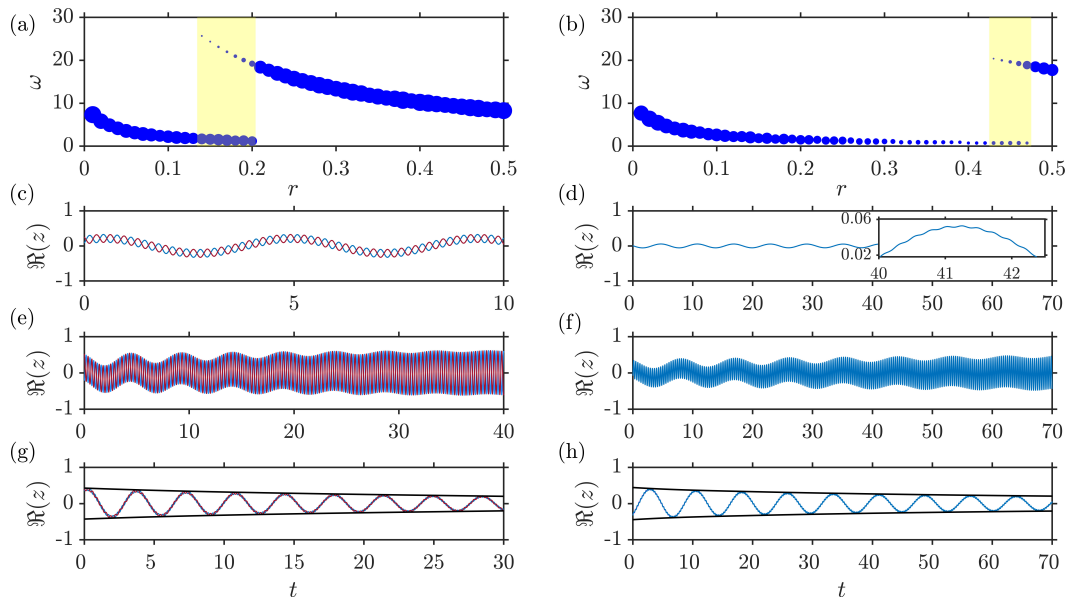 (a)
30
20
10
0
ω
0 0.1 0.2 0.3 0.4 0.5
r
(b)
30
20
10
0
ω
0 0.1 0.2 0.3 0.4 0.5
r
(c)
1
0
-1
ℜ(z)
0 5 10
(d)
1
0
-1
ℜ(z)
0.06
0.02
40 41 42
0 10 20 30 40 50 60 70
(e)
1
0
-1
ℜ(z)
0 10 20 30 40
(f)
1
0
-1
ℜ(z)
0 10 20 30 40 50 60 70
(g)
1
0
-1
ℜ(z)
0 5 10 15 20 25 30
t
(h)
1
0
-1
ℜ(z)
0 10 20 30 40 50 60 70
t